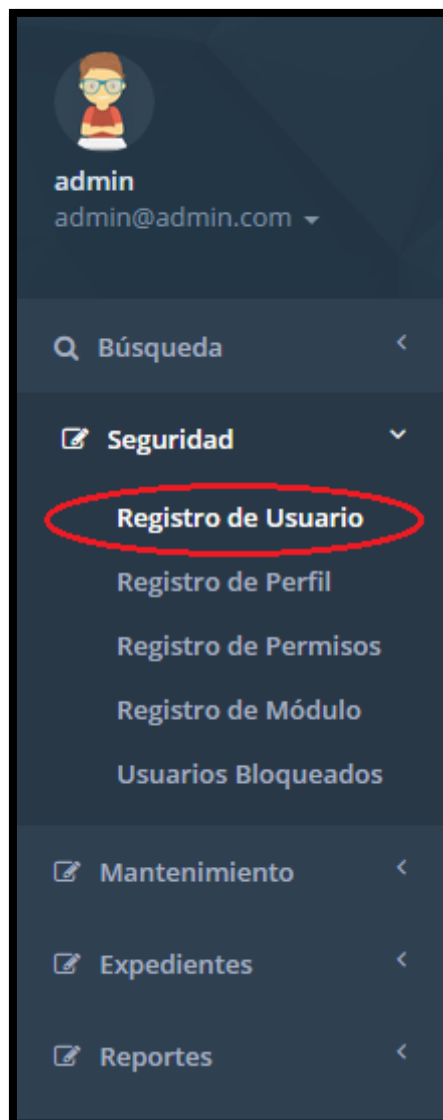 admin
admin@admin.com
Búsqueda
Seguridad
Registro de Usuario
Registro de Perfil
Registro de Permisos
Registro de Módulo
Usuarios Bloqueados
Mantenimiento
Expedientes
Reportes